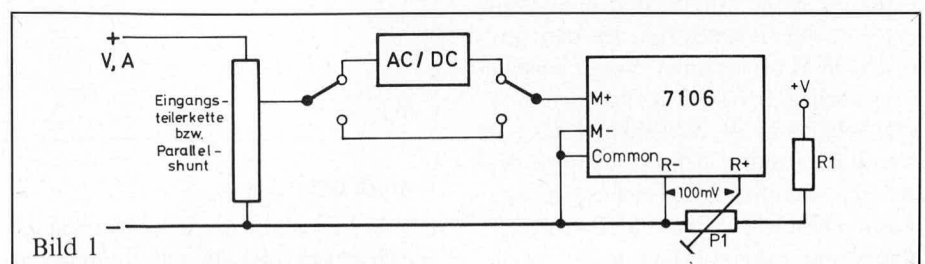 +
V, A
Eingangs-
teilerkette
bzw.
Parallel-
shunt
AC/DC
7106
M+
M-
Common
R-
R+
100mV
+V
R1
P1
–
Bild 1